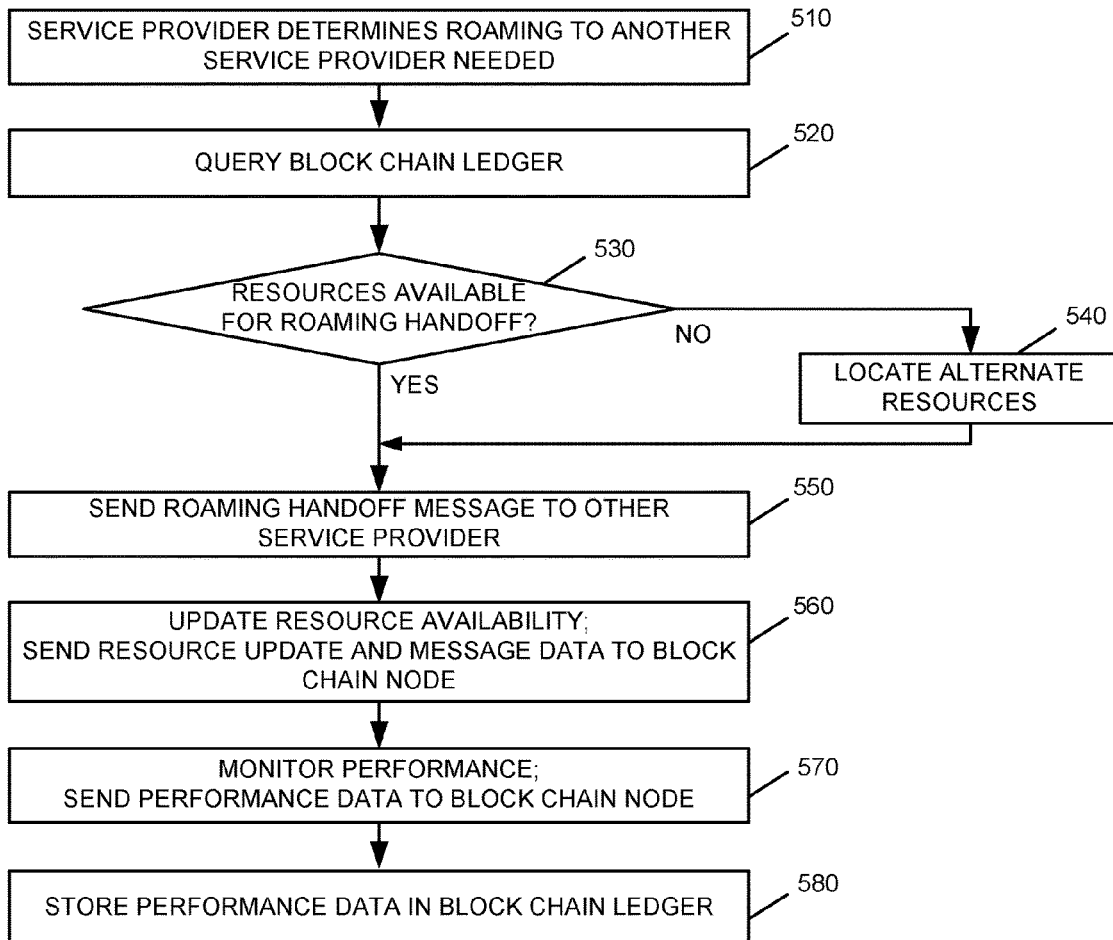 SERVICE PROVIDER DETERMINES ROAMING TO ANOTHER
SERVICE PROVIDER NEEDED
510
QUERY BLOCK CHAIN LEDGER
520
RESOURCES AVAILABLE
FOR ROAMING HANDOFF?
530
NO
YES
540
LOCATE ALTERNATE
RESOURCES
SEND ROAMING HANDOFF MESSAGE TO OTHER
SERVICE PROVIDER
550
UPDATE RESOURCE AVAILABILITY;
SEND RESOURCE UPDATE AND MESSAGE DATA TO BLOCK
CHAIN NODE
560
MONITOR PERFORMANCE;
SEND PERFORMANCE DATA TO BLOCK CHAIN NODE
570
STORE PERFORMANCE DATA IN BLOCK CHAIN LEDGER
580